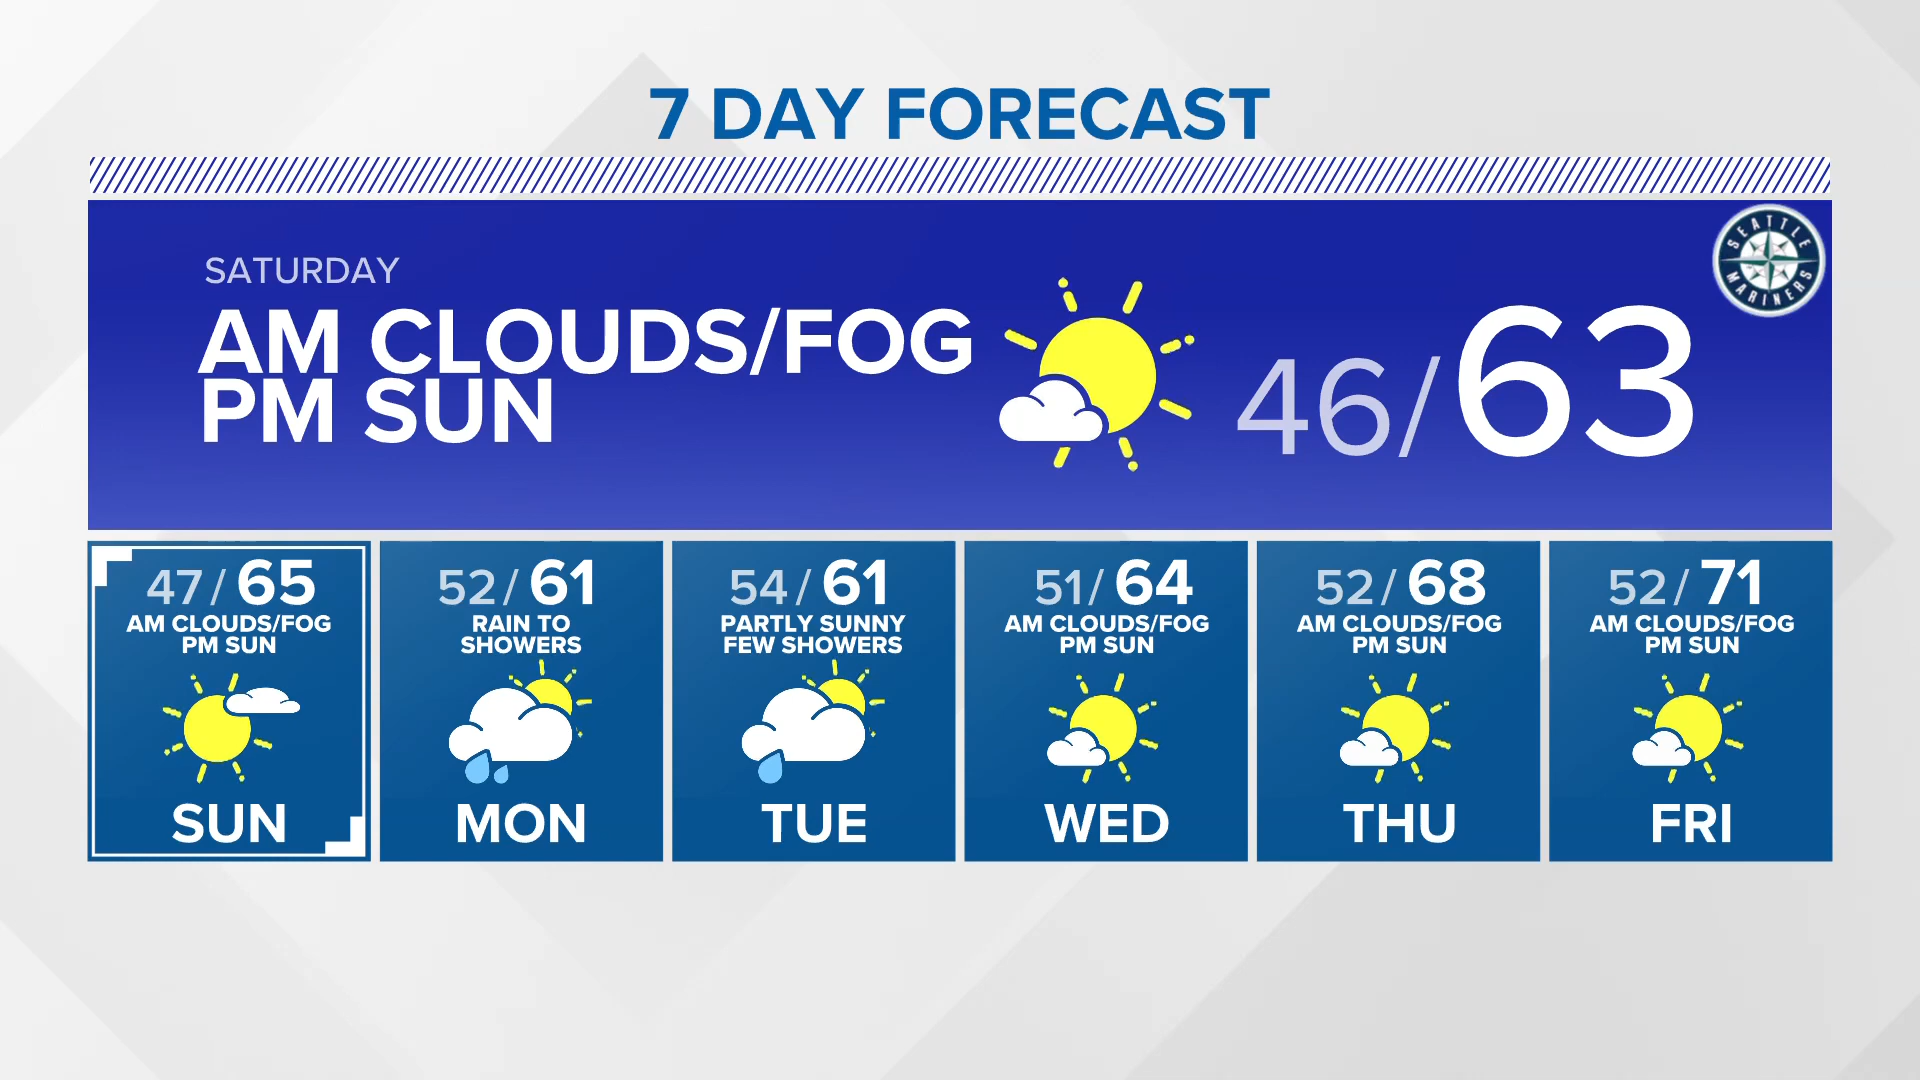 7 DAY FORECAST
SATURDAY
AM CLOUDS/FOG
PM SUN
46/63
SEATTLE
MARINERS
47/65
AM CLOUDS/FOG
PM SUN
SUN
52/61
RAIN TO
SHOWERS
MON
54/61
PARTLY SUNNY
FEW SHOWERS
TUE
51/64
AM CLOUDS/FOG
PM SUN
WED
52/68
AM CLOUDS/FOG
PM SUN
THU
52/71
AM CLOUDS/FOG
PM SUN
FRI